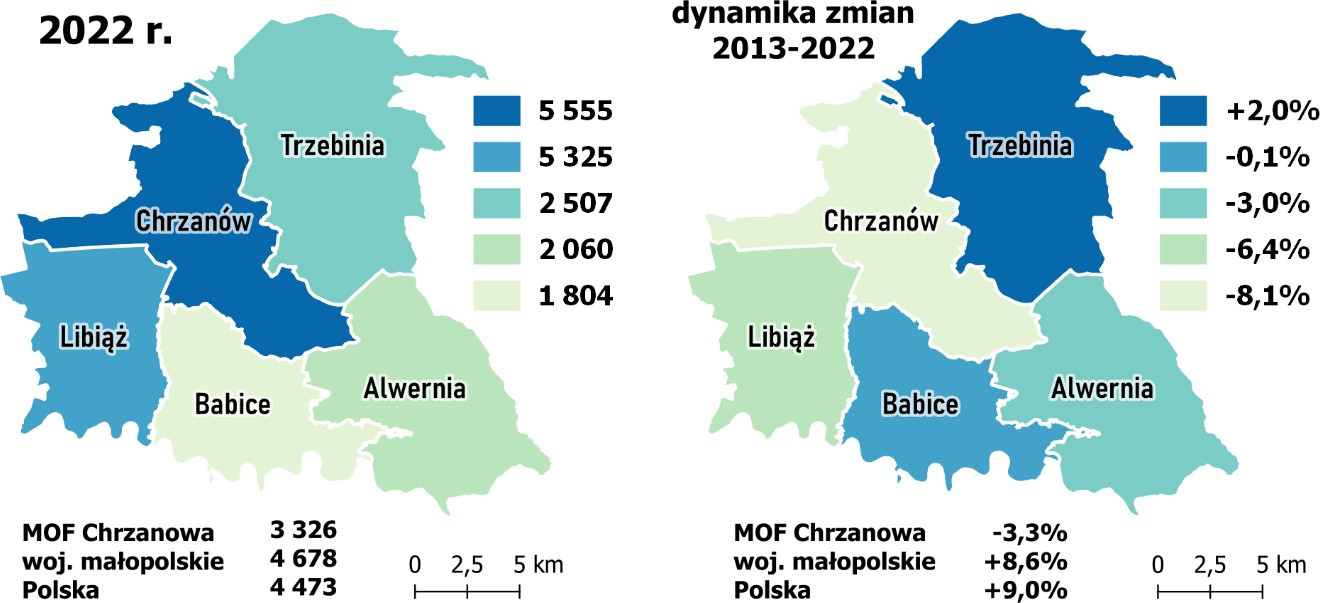 2022 r.
5 555
5 325
2 507
2 060
1 804
Trzebinia
Chrzanów
Libiąż
Babice
Alwernia
MOF Chrzanowa 3 326
woj. małopolskie 4 678
Polska 4 473
0 2,5 5 km
dynamika zmian
2013-2022
+2,0%
-0,1%
-3,0%
-6,4%
-8,1%
Trzebinia
Chrzanów
Libiąż
Babice
Alwernia
MOF Chrzanowa -3,3%
woj. małopolskie +8,6%
Polska +9,0%
0 2,5 5 km